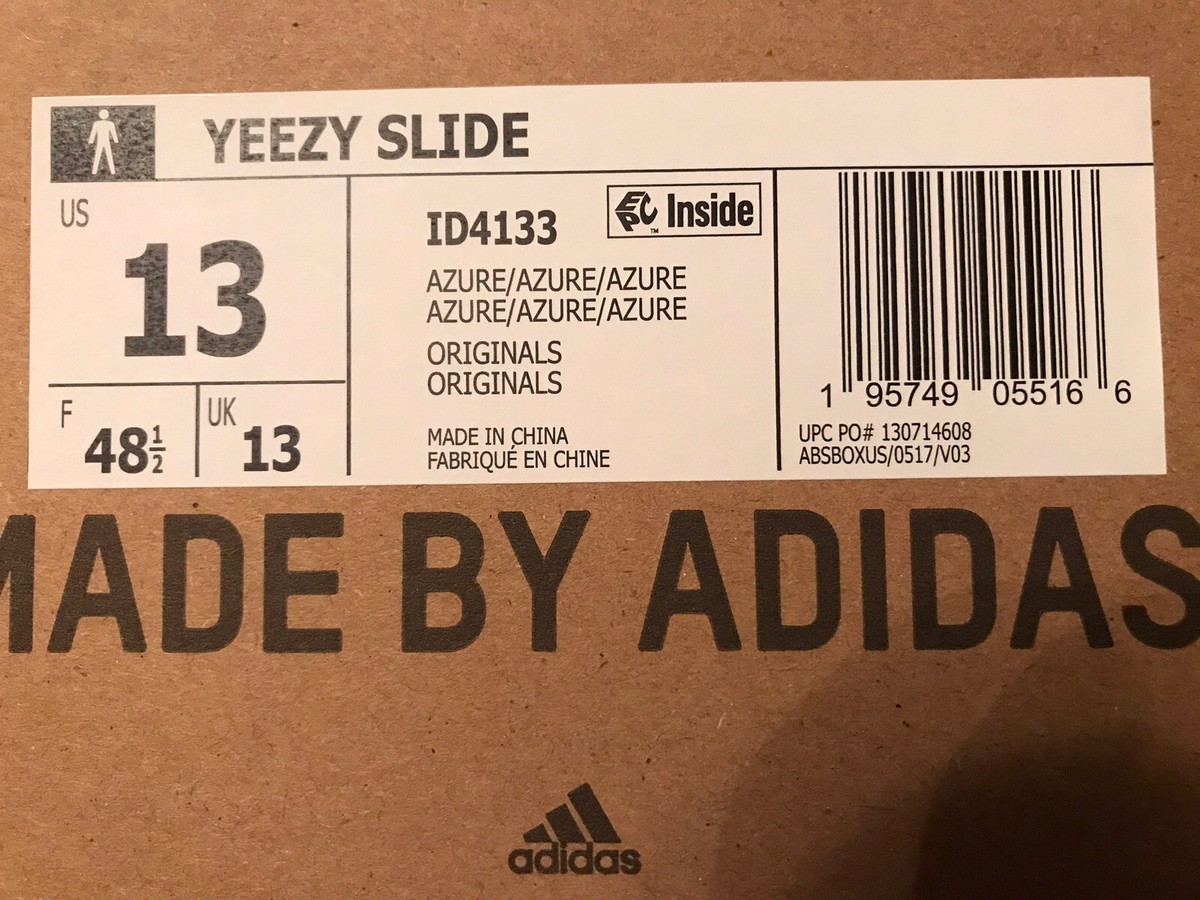 YEEZY SLIDE
US
13
F
48½
UK
13
ID4133
EPC™ Inside
AZURE/AZURE/AZURE
AZURE/AZURE/AZURE
ORIGINALS
ORIGINALS
MADE IN CHINA
FABRIQUÉ EN CHINE
1 95749 05516 6
UPC PO# 130714608
ABSBOXUS/0517/V03
MADE BY ADIDAS
adidas